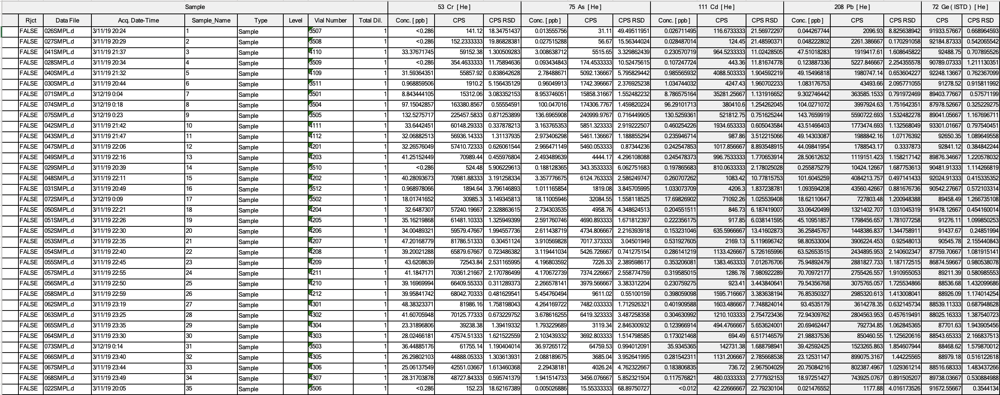 Sample 53 Cr [ He ] 75 As [ He ] 111 Cd [ He ] 208 Pb [ He ] 72 Ge ( ISTD ) [ He ]
Rjct Data File Acq. Date-Time Sample_Name Type Level Vial Number Total Dil. Conc. [ ppb ] CPS CPS RSD Conc. [ ppb ] CPS CPS RSD Conc. [ ppb ] CPS CPS RSD Conc. [ ppb ] CPS CPS RSD CPS CPS RSD
FALSE 026SMPL.d 3/11/19 20:24 1 Sample 3507 1 <0.286 141.12 18.34751437 0.013555756 31.11 49.49511951 0.026711495 116.6733333 21.56972297 0.044267744 2096.93 8.825638942 91933.57667 0.668964593
FALSE 027SMPL.d 3/11/19 20:29 2 Sample 3508 1 <0.286 152.2333333 19.86828381 0.027515288 56.67 15.56344024 0.028487014 124.45 21.48590371 0.048222802 2261.386667 0.170291058 92184.87333 0.542065542
FALSE 041SMPL.d 3/11/19 21:37 3 Sample 4110 1 33.37671745 59152.38 1.300509283 3.008638712 5515.65 3.329862439 0.230570719 964.5233333 11.02428505 47.51018283 1919417.61 1.608645822 92488.75 0.707895526
FALSE 028SMPL.d 3/11/19 20:34 4 Sample 3509 1 <0.286 354.4633333 11.75894636 0.093434843 174.4533333 10.52475615 0.107247724 443.36 11.81674778 0.123887336 5227.846667 2.254355578 90789.07333 1.211130351
FALSE 040SMPL.d 3/11/19 21:32 5 Sample 4109 1 31.59364351 55857.92 0.838642628 2.78488671 5092.136667 5.795829442 0.985565932 4088.503333 1.904592219 49.15496818 1980747.14 0.653604227 92248.13667 0.762367099
FALSE 030SMPL.d 3/11/19 20:44 6 Sample 3511 1 0.968859506 1910.2 5.156435129 0.96049913 1742.396667 2.376925238 1.034744032 4247.43 1.960702233 1.083176753 43493.66 2.095771055 91278.52 0.915811992
FALSE 071SMPL.d 3/12/19 0:04 7 Sample 3501 1 8.843444105 15312.06 3.083352153 8.953746051 15858.31667 1.552482232 8.786575164 35281.25667 1.131916652 9.302746442 363585.1533 0.791972469 89403.77667 0.57571199
FALSE 074SMPL.d 3/12/19 0:18 8 Sample 3504 1 97.15042857 163380.8567 0.55554591 100.047016 174306.7767 1.459820224 96.29101713 380410.6 1.254262045 104.0271072 3997924.63 1.751642351 87978.52667 0.325229275
FALSE 075SMPL.d 3/12/19 0:23 9 Sample 3505 1 132.5275717 225457.5833 0.871253899 136.6965908 240999.9767 0.716449905 130.5259361 521812.75 0.751625244 143.7659919 5590722.693 1.532482278 89041.05667 1.167696711
FALSE 042SMPL.d 3/11/19 21:42 10 Sample 4111 1 33.6442451 60148.29333 0.337878213 3.163765353 5851.323333 2.919222507 0.460254226 1934.653333 0.605043584 43.51466403 1773474.693 1.132568049 93301.01667 0.797540451
FALSE 043SMPL.d 3/11/19 21:47 11 Sample 4112 1 32.06882513 56936.14333 1.31137935 2.973406298 5461.136667 1.188855294 0.235946714 987.86 3.512215066 49.14303087 1988842.16 1.07176392 92650.35 1.089649558
FALSE 047SMPL.d 3/11/19 22:06 12 Sample 4201 1 32.26576049 57410.72333 0.626061544 2.966471149 5460.053333 0.87344236 0.242547853 1017.856667 8.893548915 44.09841954 1788543.17 0.3337873 92841.12 0.384842244
FALSE 049SMPL.d 3/11/19 22:16 13 Sample 4203 1 41.25152449 70989.44 0.455976804 2.493489639 4444.17 4.296108088 0.245478373 996.7533333 1.770653914 28.50612632 1119151.423 1.158217142 89876.34667 1.220578032
FALSE 029SMPL.d 3/11/19 20:39 14 Sample 3510 1 <0.286 524.48 5.906229613 0.188128365 343.3533333 6.062751683 0.197865683 810.0633333 2.178025028 0.255875279 10424.12667 1.687753613 90481.91333 1.114266819
FALSE 048SMPL.d 3/11/19 22:11 15 Sample 4202 1 40.28093673 70981.88333 3.191258334 3.357776675 6124.763333 2.586249747 0.260707262 1083.42 10.77815753 101.6045259 4084213.757 0.497141433 92024.91333 0.415335352
FALSE 031SMPL.d 3/11/19 20:49 16 Sample 3512 1 0.968978066 1894.64 3.796146893 1.011165854 1819.08 3.845705995 1.033073709 4206.3 1.837238781 1.093594208 43560.42667 0.881676736 90542.27667 0.572103314
FALSE 072SMPL.d 3/12/19 0:09 17 Sample 3502 1 18.01741652 30985.3 3.149345813 18.11005946 32084.55 1.558118525 17.69826902 71092.26 1.025539408 18.62110647 727803.48 1.200948388 89458.49 1.266735108
FALSE 050SMPL.d 3/11/19 22:21 18 Sample 4204 1 32.6487307 57240.19667 2.328863615 2.734303535 4958.76 4.348624513 0.204551511 846.73 6.187419007 33.06420499 1321402.707 1.031045319 91478.12667 0.454160014
FALSE 051SMPL.d 3/11/19 22:26 19 Sample 4205 1 35.16219868 61481.10333 1.325949399 2.591760746 4690.893333 1.671812397 0.222356175 917.85 6.038141595 45.10951857 1798456.657 1.781077258 91276.11 1.099850253
FALSE 052SMPL.d 3/11/19 22:30 20 Sample 4206 1 34.00489321 59579.47667 1.994557736 2.611438719 4734.806667 2.216393918 0.153231046 635.5966667 13.41602873 36.25845767 1448386.837 1.344758911 91437.67 0.24851994
FALSE 053SMPL.d 3/11/19 22:35 21 Sample 4207 1 47.20168779 81786.51333 0.30451124 3.910569828 7017.373333 3.04501949 0.531927605 2169.13 5.119696742 98.80533004 3906224.453 0.92548013 90545.78 2.155440843
FALSE 054SMPL.d 3/11/19 22:40 22 Sample 4208 1 39.20021288 65879.67667 0.723486382 3.119441034 5426.726667 0.741275154 0.286141219 1133.426667 5.726165996 63.52653515 2434895.953 2.140602347 87759.70667 1.081915141
FALSE 055SMPL.d 3/11/19 22:45 23 Sample 4209 1 43.6208639 72543.84 2.531165995 4.196803592 7226.33 2.389598617 0.353206081 1383.463333 7.012676706 75.94892479 2881827.733 1.187172515 86874.59667 0.980538078
FALSE 057SMPL.d 3/11/19 22:55 24 Sample 4211 1 41.1847171 70361.21667 2.170786499 4.170672739 7374.226667 2.558774759 0.319585015 1286.78 7.980922289 70.70972177 2755426.557 1.910955053 89211.39 0.580985553
FALSE 056SMPL.d 3/11/19 22:50 25 Sample 4210 1 39.16969994 66409.55333 0.311289373 2.266578141 3979.566667 3.383312204 0.230759275 923.41 3.443840641 79.54356768 3075765.057 1.725534866 88536.68 1.432099686
FALSE 058SMPL.d 3/11/19 22:59 26 Sample 4212 1 39.95841742 68042.70333 0.481629541 5.454760494 9611.02 0.55100159 0.398059098 1595.716667 3.383638194 76.85350327 2985320.613 1.413008041 88926.09 1.174014254
FALSE 062SMPL.d 3/11/19 23:19 27 Sample 4301 1 48.38323371 81986.16 1.758198043 4.264169722 7482.033333 1.712926321 0.401909588 1603.486667 7.748824014 93.4535179 3614278.35 0.632145734 88539.11333 0.687948628
FALSE 063SMPL.d 3/11/19 23:25 28 Sample 4302 1 41.60705948 70125.77333 0.673229752 3.678616255 6419.323333 3.487258358 0.304630992 1210.103333 2.754723436 72.94309762 2804563.953 0.457619491 88025.16333 1.387540723
FALSE 065SMPL.d 3/11/19 23:35 29 Sample 4304 1 23.31896806 39238.38 1.39419332 1.793229689 3119.34 2.846300932 0.123966914 494.4766667 5.653624001 20.69462447 792734.85 1.062845365 87701.63 1.943905456
FALSE 064SMPL.d 3/11/19 23:30 30 Sample 4303 1 28.02466181 47574.51333 1.621522559 2.103439332 3692.803333 1.514798585 0.173021468 694.49 6.517146579 21.98837536 850460.55 1.125620616 88543.65333 2.166837513
FALSE 073SMPL.d 3/12/19 0:14 31 Sample 3503 1 36.44885176 61755.14 1.190404014 36.97265172 64759.53 0.994012091 35.9345365 142731.38 1.688798941 39.42592425 1523265.863 1.854607944 88468.62 1.579870012
FALSE 066SMPL.d 3/11/19 23:40 32 Sample 4305 1 26.29802103 44888.05333 1.303613931 2.088189675 3685.04 3.952641995 0.281542311 1131.206667 2.785668538 23.12531147 899075.3167 1.44225565 88979.18 0.516122618
FALSE 067SMPL.d 3/11/19 23:44 33 Sample 4306 1 25.06137549 42551.03667 1.613460368 2.29438181 4026.24 4.762322667 0.183806835 736.72 2.967504029 20.75084216 802387.4967 1.029361214 88516.68333 1.483437266
FALSE 068SMPL.d 3/11/19 23:49 34 Sample 4307 1 28.31703878 48727.84333 0.595741379 1.941514733 3456.076667 5.852321504 0.117576821 480.0333333 2.777932153 18.97251427 743925.0767 0.891505207 89738.03667 0.530884988
FALSE 022SMPL.d 3/11/19 20:05 35 Sample 3506 1 <0.286 152.23 18.62167389 0.005026886 15.55333333 68.89750727 <0.012 42.22666667 22.79230104 0.021476552 1177.88 4.016173526 91672.55667 0.3544134